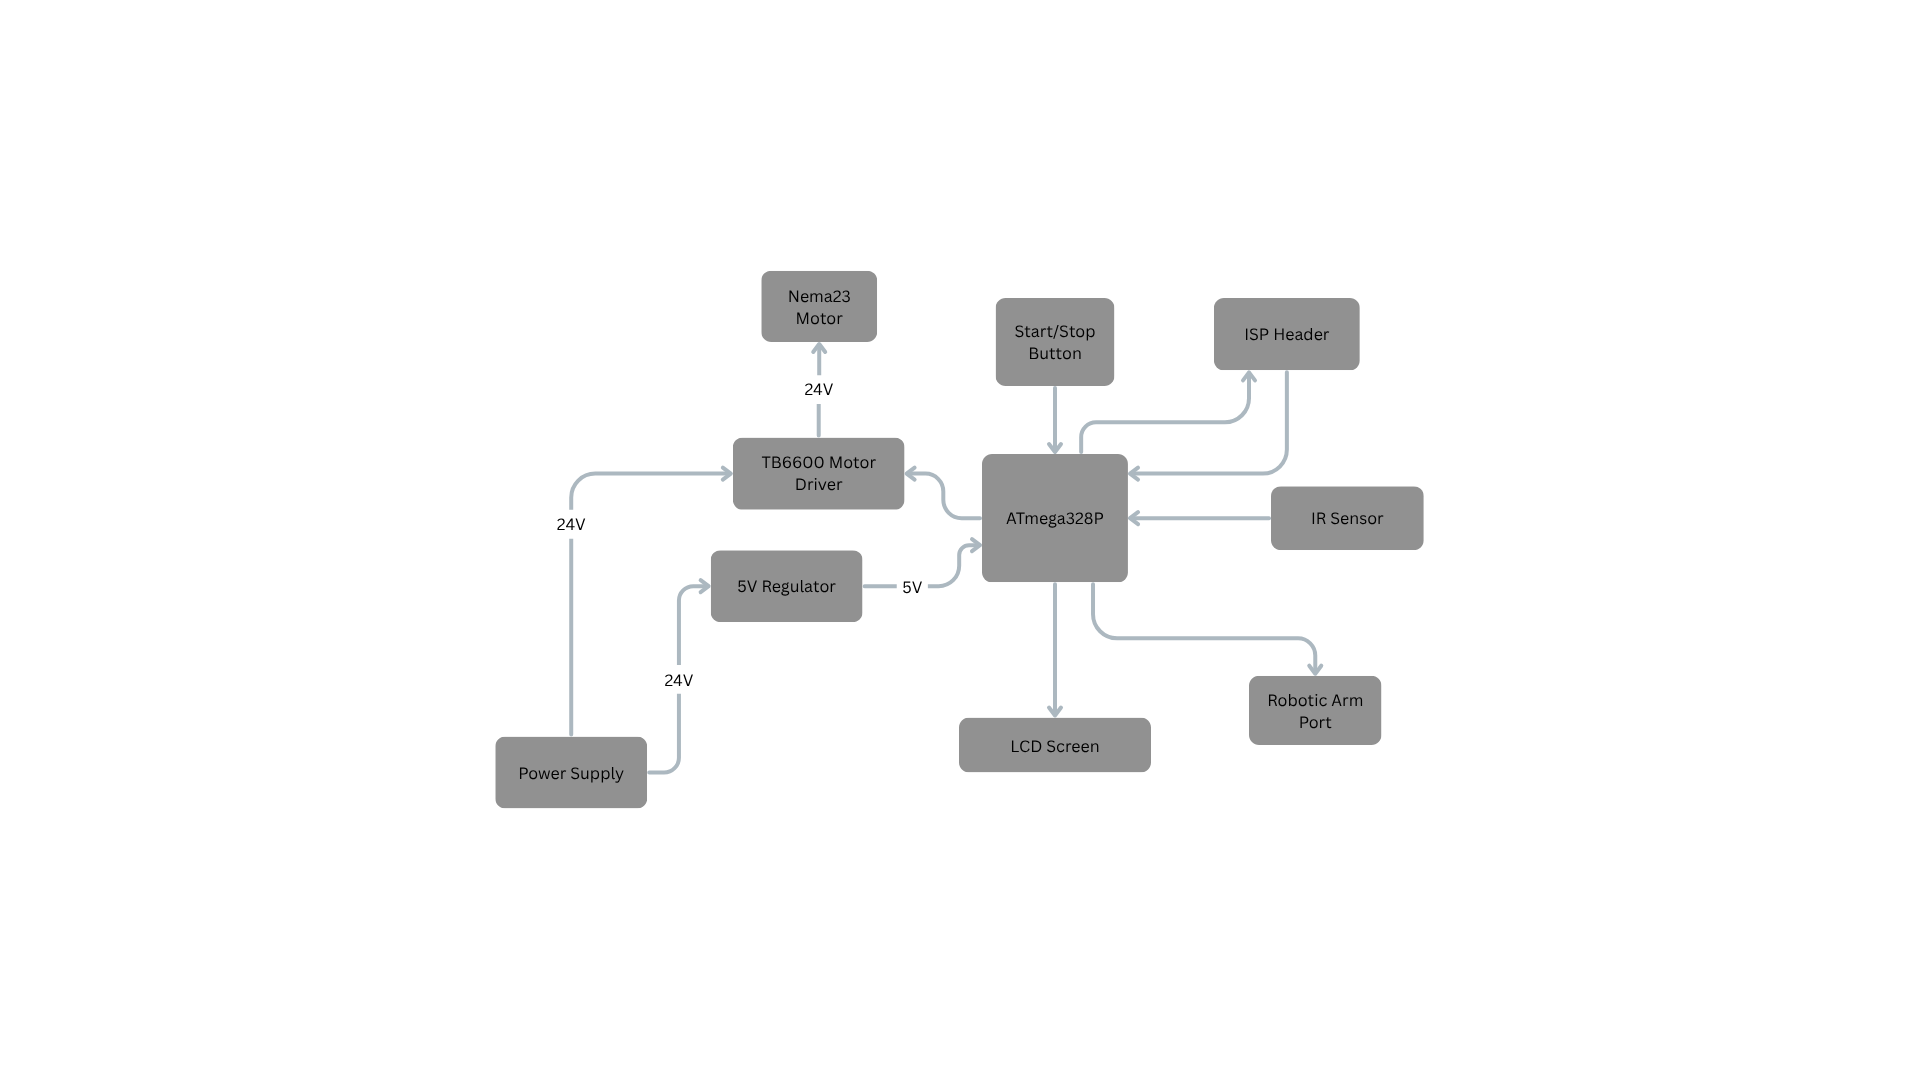 Nema23
Motor
Start/Stop
Button
ISP Header
24V
TB6600 Motor
Driver
24V
ATmega328P
IR Sensor
5V Regulator
5V
24V
Robotic Arm
Port
LCD Screen
Power Supply